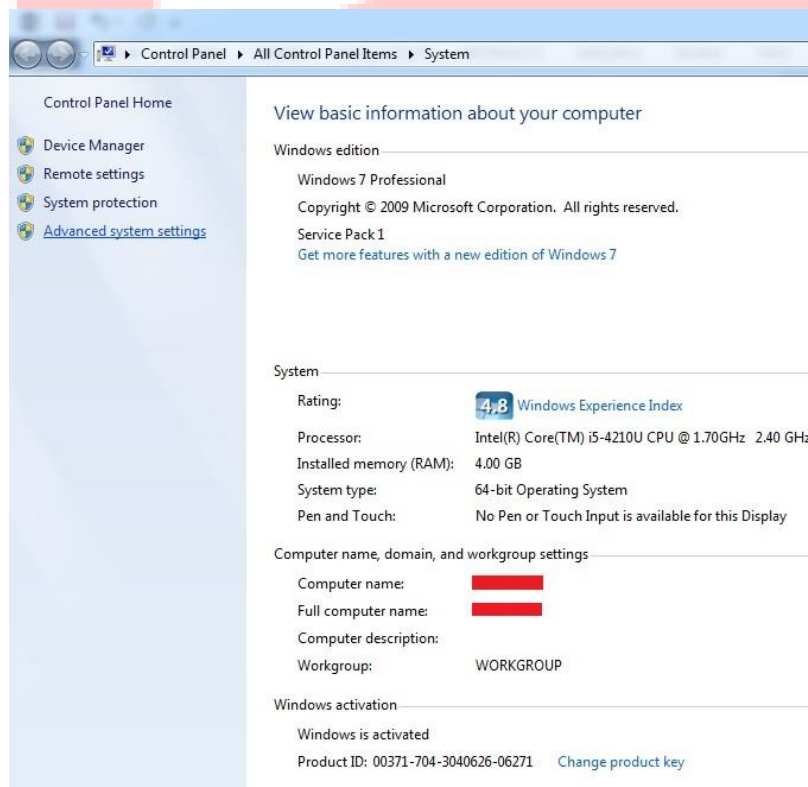 Control Panel ▸ All Control Panel Items ▸ System
Control Panel Home
Device Manager
Remote settings
System protection
Advanced system settings
View basic information about your computer
Windows edition
Windows 7 Professional
Copyright © 2009 Microsoft Corporation. All rights reserved.
Service Pack 1
Get more features with a new edition of Windows 7
System
Rating: 4.8 Windows Experience Index
Processor: Intel(R) Core(TM) i5-4210U CPU @ 1.70GHz 2.40 GHz
Installed memory (RAM): 4.00 GB
System type: 64-bit Operating System
Pen and Touch: No Pen or Touch Input is available for this Display
Computer name, domain, and workgroup settings
Computer name:
Full computer name:
Computer description:
Workgroup: WORKGROUP
Windows activation
Windows is activated
Product ID: 00371-704-3040626-06271 Change product key